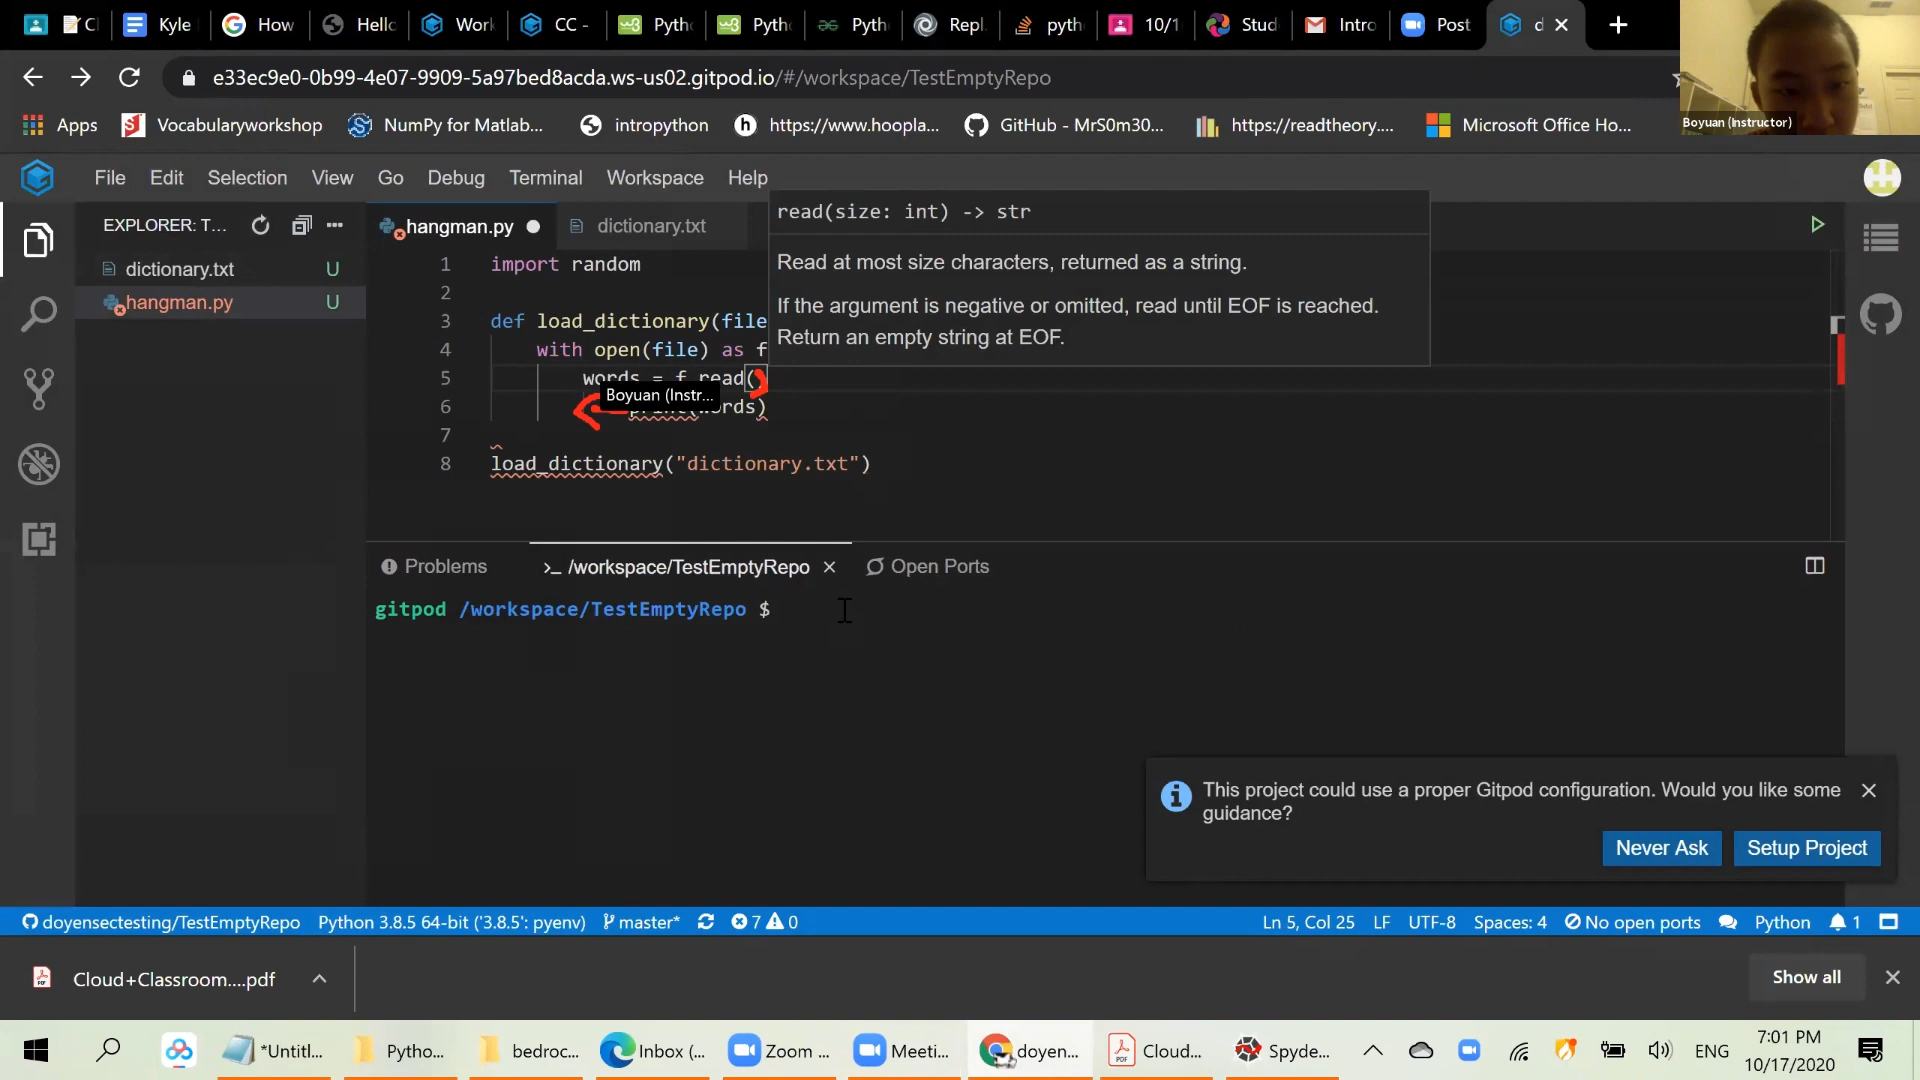 Cl
Kyle
How
Hello
Work
CC -
Pytho
Pytho
Pytho
Repl.
pyth
10/1
Stud
Intro
Post
d
e33ec9e0-0b99-4e07-9909-5a97bed8acda.ws-us02.gitpod.io/#/workspace/TestEmptyRepo
Boyuan (Instructor)
Apps
Vocabularyworkshop
NumPy for Matlab...
intropython
https://www.hoopla...
GitHub - MrS0m30...
https://readtheory....
Microsoft Office Ho...
File Edit Selection View Go Debug Terminal Workspace Help
EXPLORER: T...
dictionary.txt U
hangman.py U
hangman.py
dictionary.txt
read(size: int) -> str
Read at most size characters, returned as a string.
If the argument is negative or omitted, read until EOF is reached.
Return an empty string at EOF.
1 import random
2
3 def load_dictionary(file
4 with open(file) as f
5 words = f.read()
6 print(words)
7
8 load_dictionary("dictionary.txt")
Boyuan (Instr...
Problems
>_ /workspace/TestEmptyRepo
Open Ports
gitpod /workspace/TestEmptyRepo $
This project could use a proper Gitpod configuration. Would you like some
guidance?
Never Ask
Setup Project
doyensectesting/TestEmptyRepo Python 3.8.5 64-bit ('3.8.5': pyenv) master* 7 0 Ln 5, Col 25 LF UTF-8 Spaces: 4 No open ports Python 1
Cloud+Classroom....pdf
Show all
*Untitl...
Pytho...
bedroc...
Inbox (...
Zoom ...
Meeti...
doyen...
Cloud...
Spyde...
ENG
7:01 PM
10/17/2020